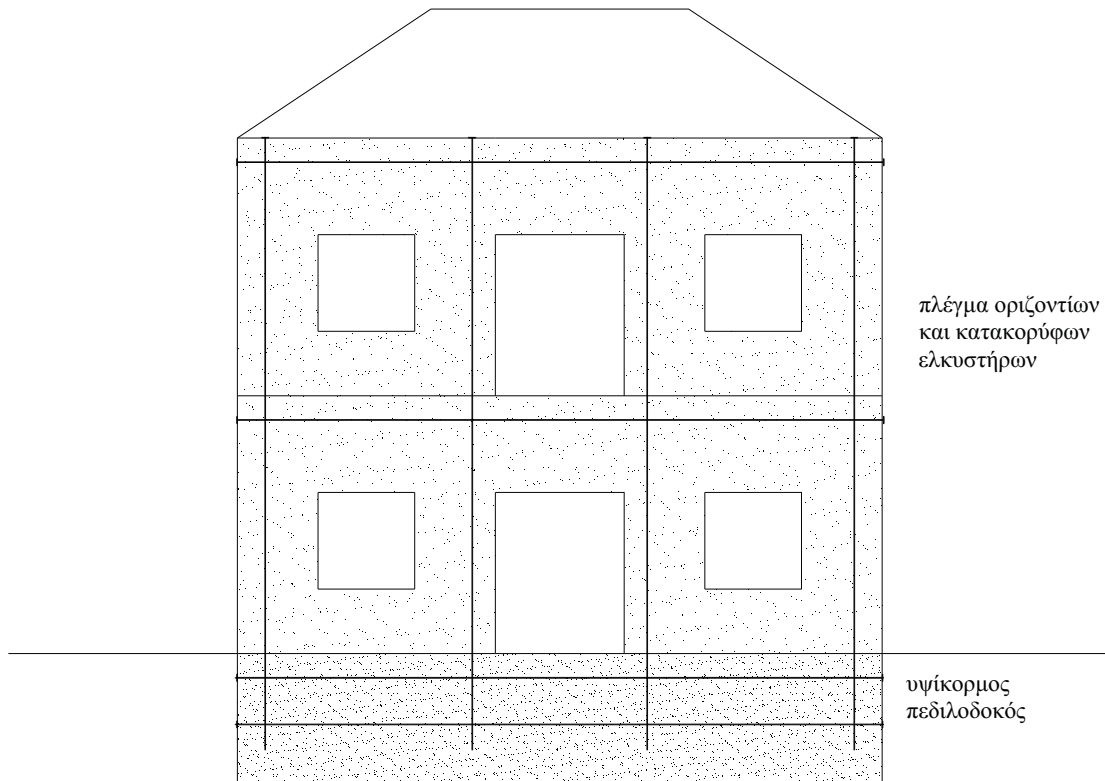 πλέγμα οριζοντίων
και κατακορύφων
ελκυστήρων
υψίκορμος
πεδιλοδοκός